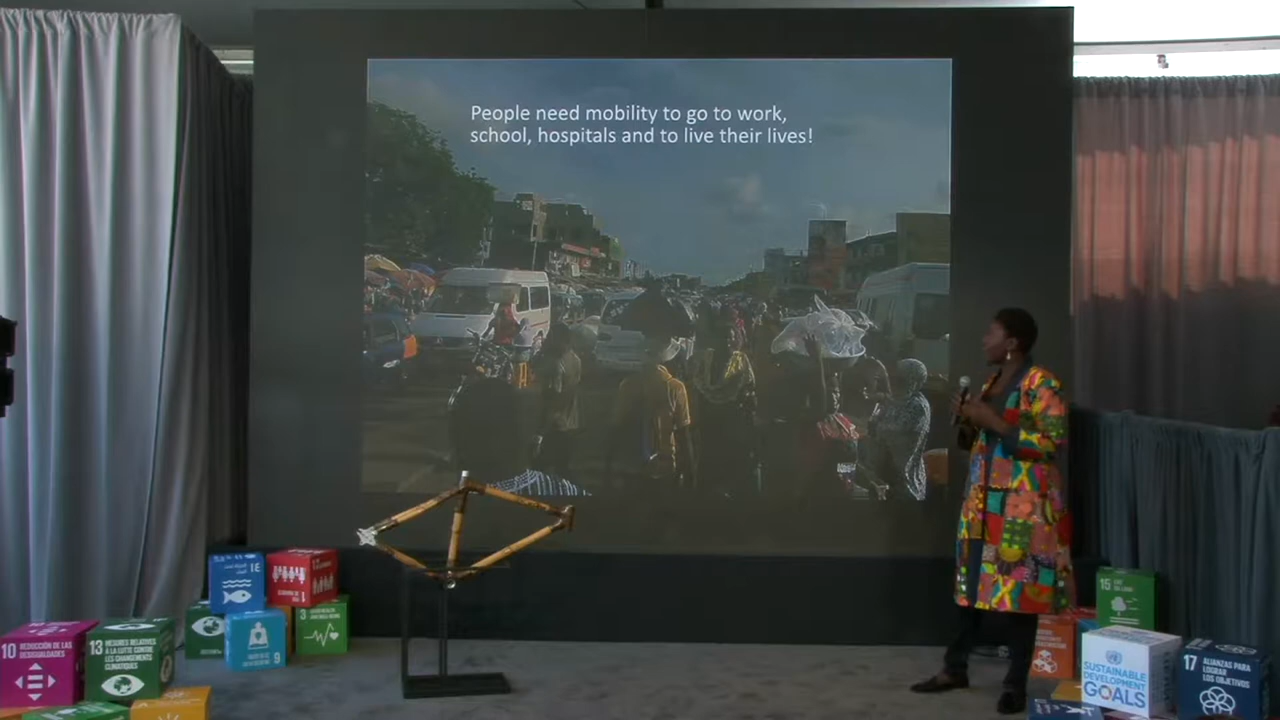 People need mobility to go to work,
school, hospitals and to live their lives!
10 REDUCCIÓN DE LAS
DESIGUALDADES
13 MESURES RELATIVES
À LA LUTTE CONTRE
LES CHANGEMENTS
CLIMATIQUES
3
15
SUSTAINABLE
DEVELOPMENT
GOALS
17 ALIANZAS PARA
LOGRAR
LOS OBJETIVOS